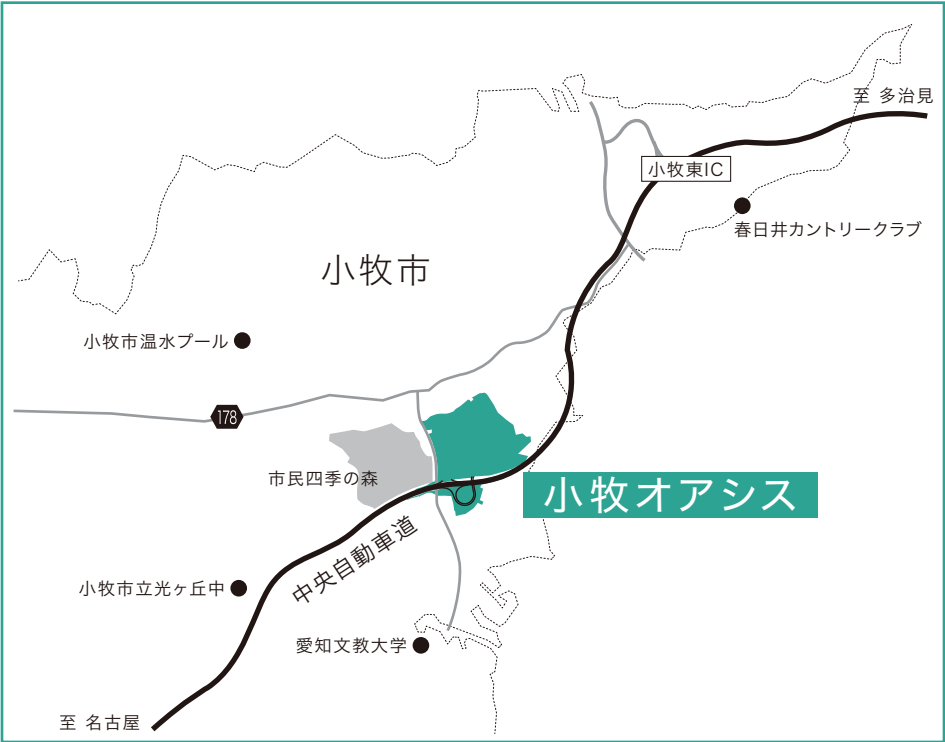 至 多治見
小牧東IC
春日井カントリークラブ
小牧市
小牧市温水プール
178
市民四季の森
小牧オアシス
中央自動車道
小牧市立光ヶ丘中
愛知文教大学
至 名古屋